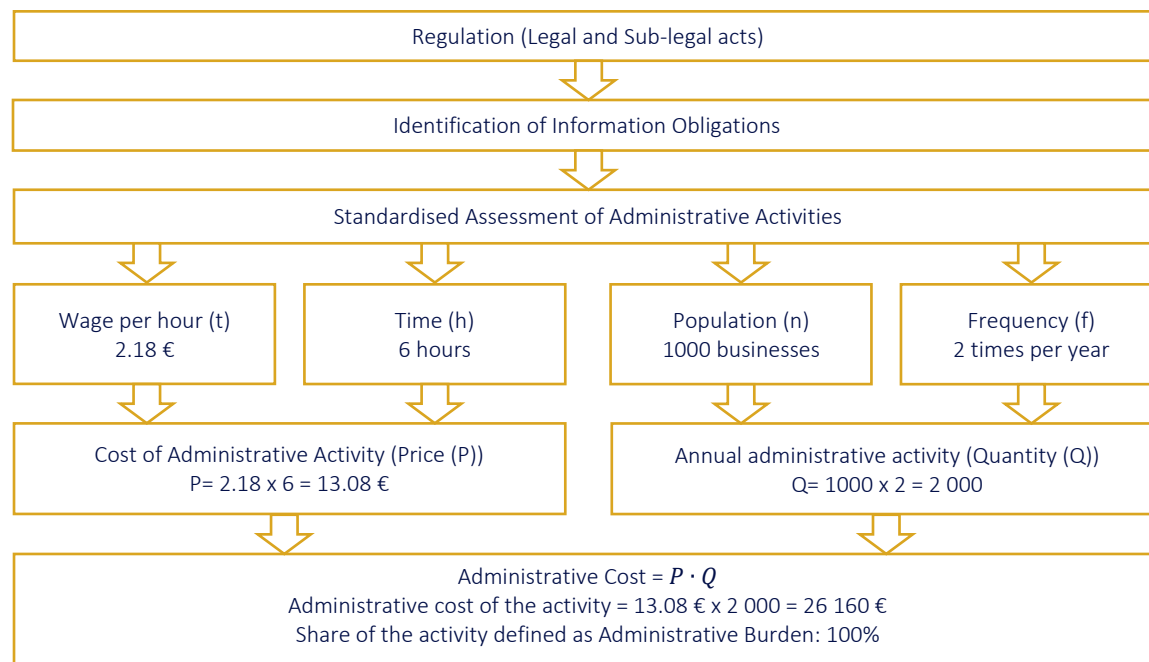 Regulation (Legal and Sub-legal acts)
Identification of Information Obligations
Standardised Assessment of Administrative Activities
Wage per hour (t)
2.18 €
Time (h)
6 hours
Population (n)
1000 businesses
Frequency (f)
2 times per year
Cost of Administrative Activity (Price (P))
P= 2.18 x 6 = 13.08 €
Annual administrative activity (Quantity (Q))
Q= 1000 x 2 = 2 000
Administrative Cost = P · Q
Administrative cost of the activity = 13.08 € x 2 000 = 26 160 €
Share of the activity defined as Administrative Burden: 100%